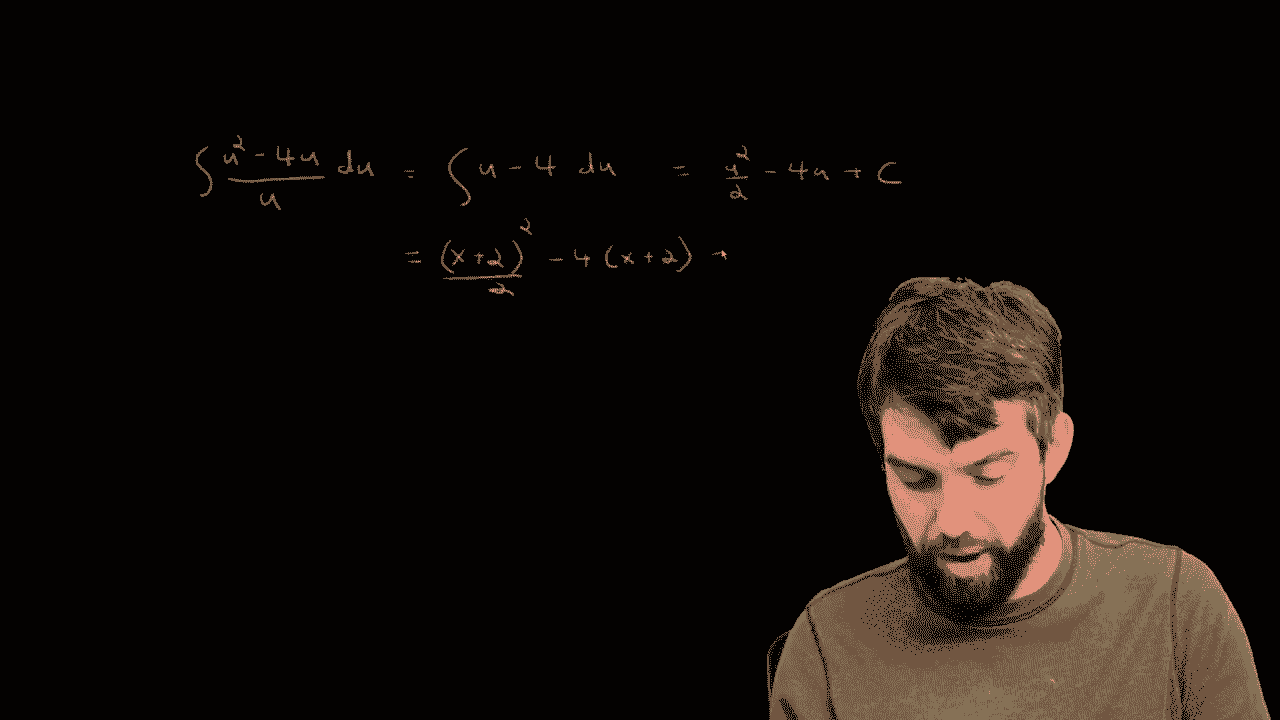 ∫ (u² - 4u)/u du = ∫ u - 4 du = u²/2 - 4u + C
= (x+2)²/2 - 4(x+2) +